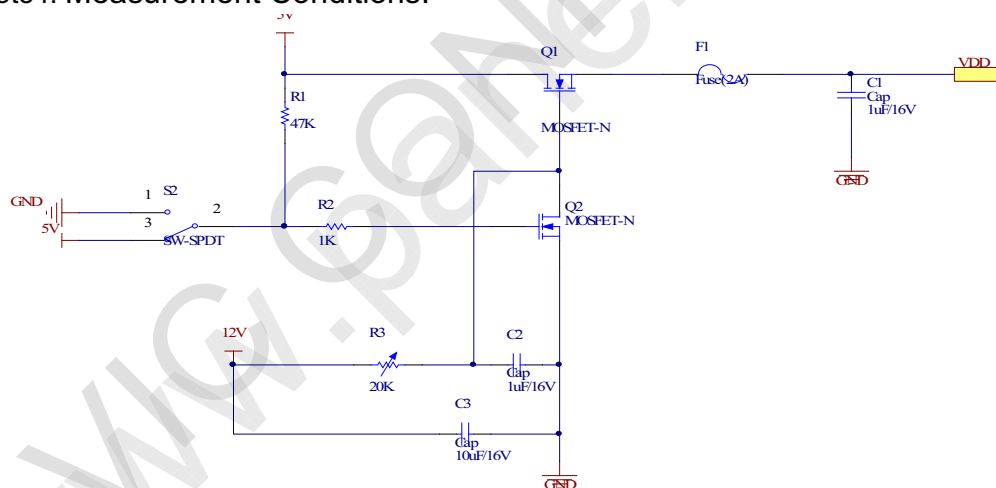 Measurement Conditions:
5V
Q1
F1
VDD
Fuse(2A)
R1
47K
C1
Cap
1uF/16V
MOSFET-N
GND
GND
1
S2
2
3
5V
SW-SPDT
R2
1K
Q2
MOSFET-N
12V
R3
20K
C2
Cap
1uF/16V
C3
Cap
10uF/16V
GND